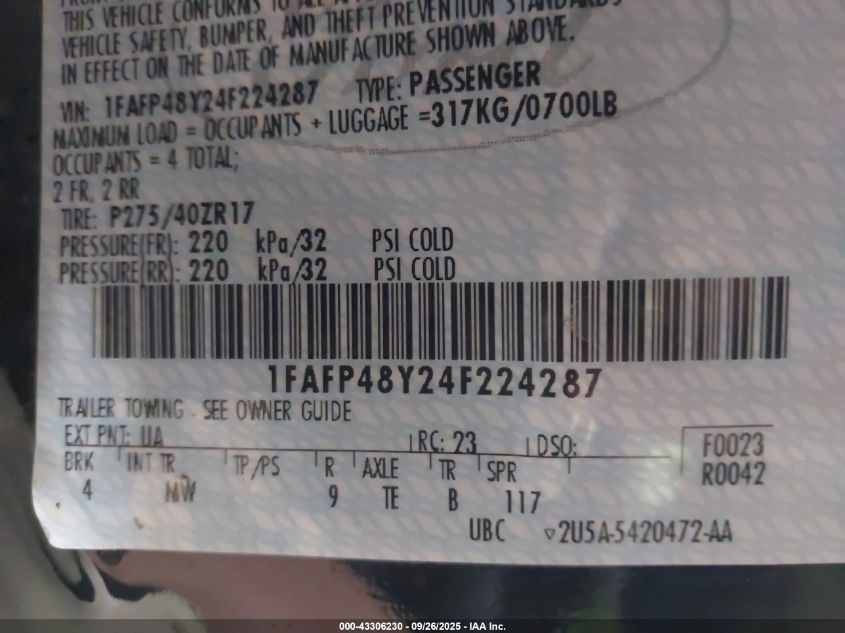 THIS VEHICLE CONFORMS TO ALL
VEHICLE SAFETY, BUMPER, AND THEFT PREVENTION STANDARDS
IN EFFECT ON THE DATE OF MANUFACTURE SHOWN ABOVE.
VIN: 1FAFP48Y24F224287 TYPE: PASSENGER
MAXIMUM LOAD = OCCUPANTS + LUGGAGE =317KG/0700LB
OCCUPANTS = 4 TOTAL;
2 FR, 2 RR
TIRE: P275/40ZR17
PRESSURE(FR): 220 kPa/32 PSI COLD
PRESSURE(RR): 220 kPa/32 PSI COLD
1FAFP48Y24F224287
TRAILER TOWING - SEE OWNER GUIDE
EXT PNT: UA RC: 23 DSO: F0023
BRK INT TR TP/PS R AXLE TR SPR R0042
4 MW 9 TE B 117
UBC ▿2U5A-5420472-AA
000-43306230 - 09/26/2025 - IAA Inc.